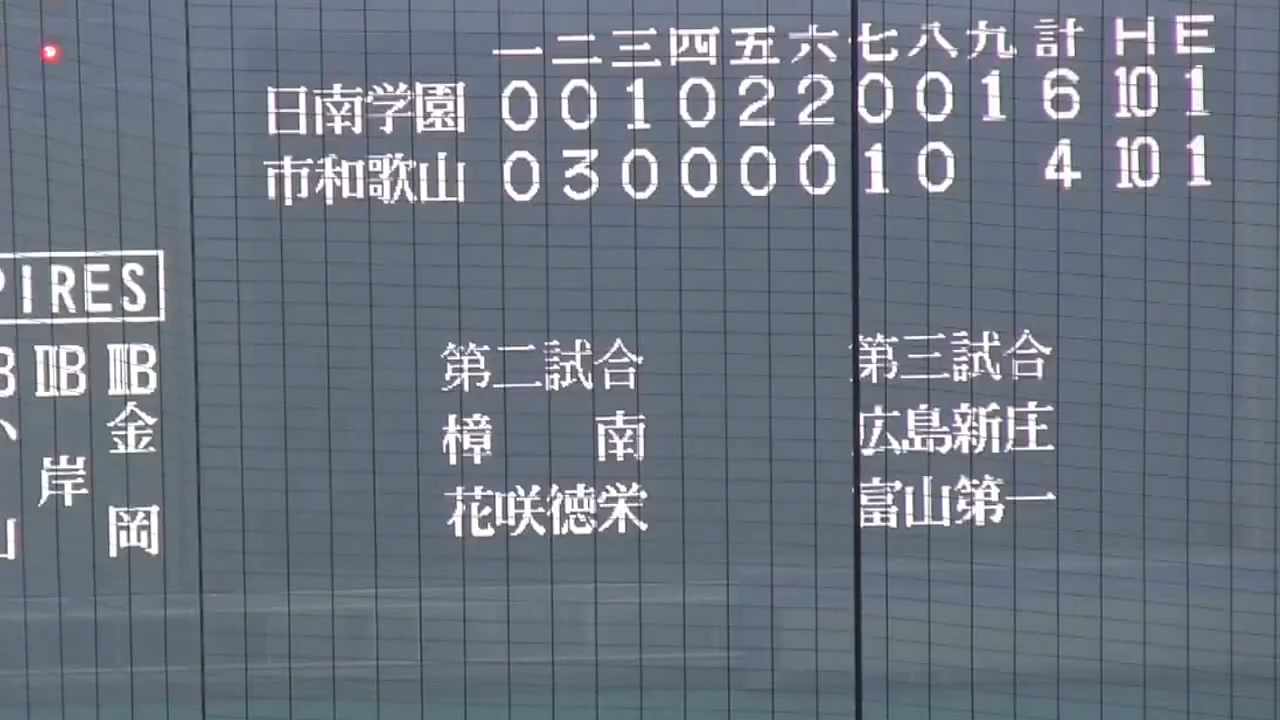 一 二 三 四 五 六 七 八 九 計 H E
日南学園 0 0 1 0 2 2 0 0 1 6 10 1
市和歌山 0 3 0 0 0 0 1 0 4 10 1
PIRES
B ⅡB ⅢB
岸
金岡
第二試合
樟南
花咲徳栄
第三試合
広島新庄
富山第一